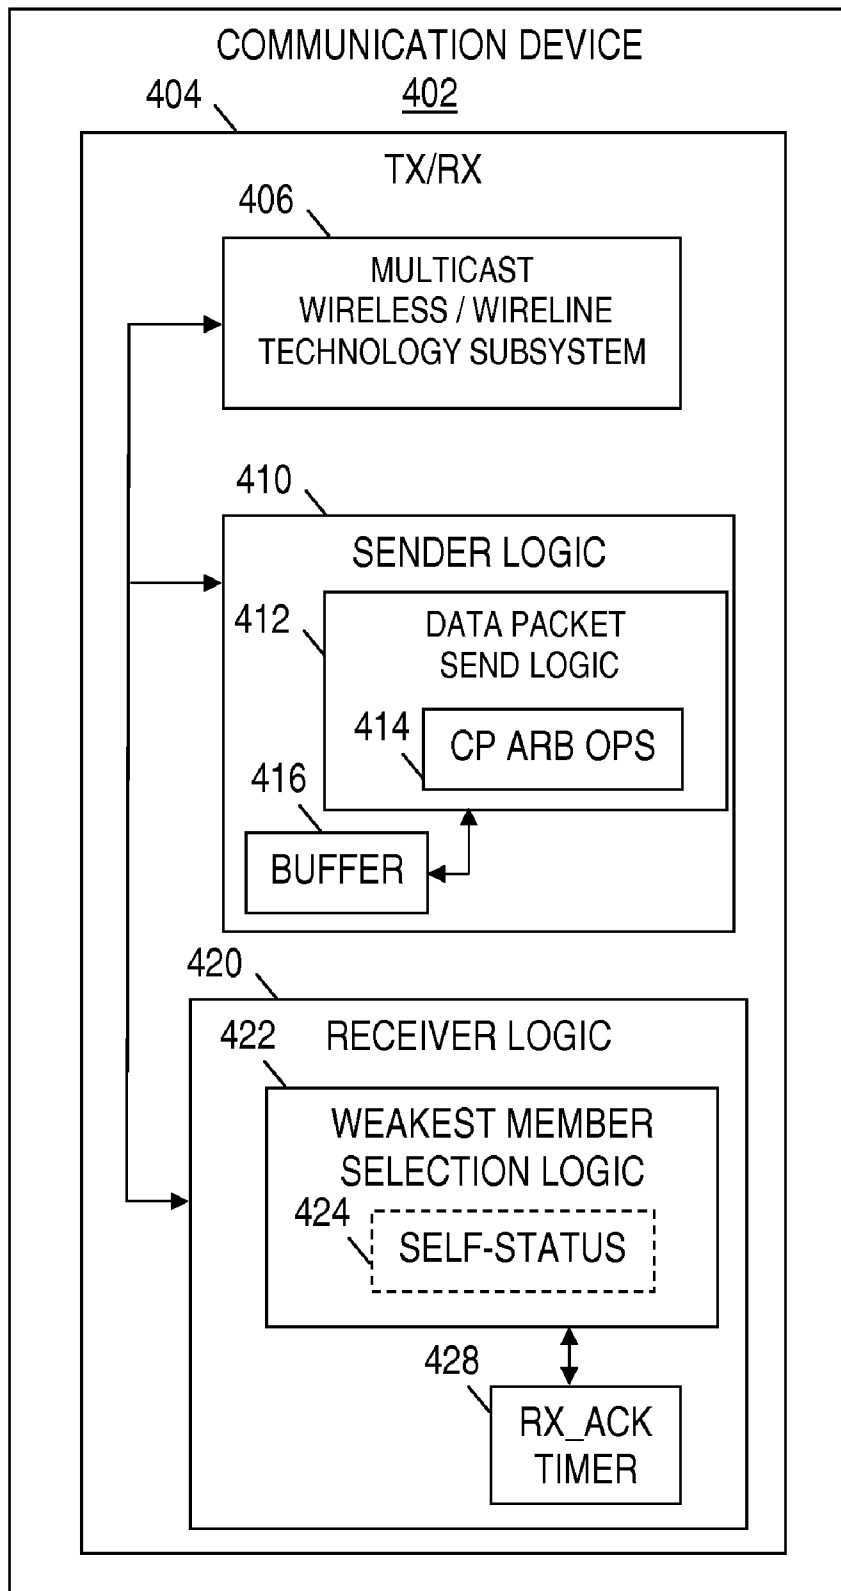 COMMUNICATION DEVICE
402
404
TX/RX
406
MULTICAST
WIRELESS / WIRELINE
TECHNOLOGY SUBSYSTEM
410
SENDER LOGIC
412
DATA PACKET
SEND LOGIC
414
CP ARB OPS
416
BUFFER
420
RECEIVER LOGIC
422
WEAKEST MEMBER
SELECTION LOGIC
424
SELF-STATUS
428
RX_ACK
TIMER